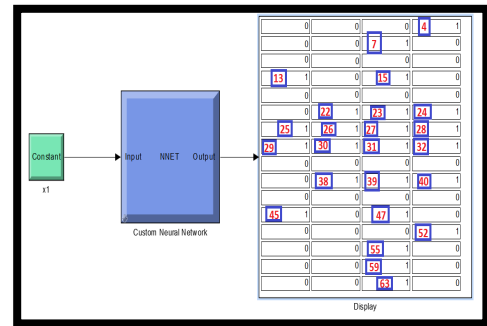 0 0 0 4 1
0 0 7 1 0
0 0 0 0
13 1 0 15 1 0
0 0 0 0
0 22 1 23 1 24 1
25 1 26 1 27 1 28 1
29 1 30 1 31 1 32 1
0 0 0 0
0 38 1 39 1 40 1
0 0 0 0
45 1 0 47 1 0
0 0 0 52 1
0 0 55 1 0
0 0 59 1 0
0 0 63 1 0
Constant
x1
Input NNET Output
Custom Neural Network
Display